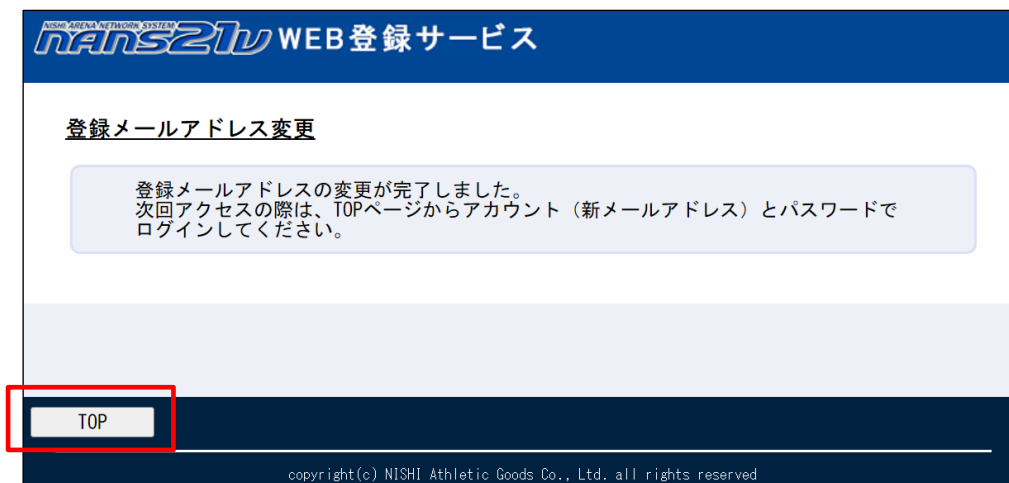 NISHI ARENA NETWORK SYSTEM
nans21v WEB登録サービス
登録メールアドレス変更
登録メールアドレスの変更が完了しました。
次回アクセスの際は、TOPページからアカウント（新メールアドレス）とパスワードで
ログインしてください。
TOP
copyright(c) NISHI Athletic Goods Co., Ltd. all rights reserved